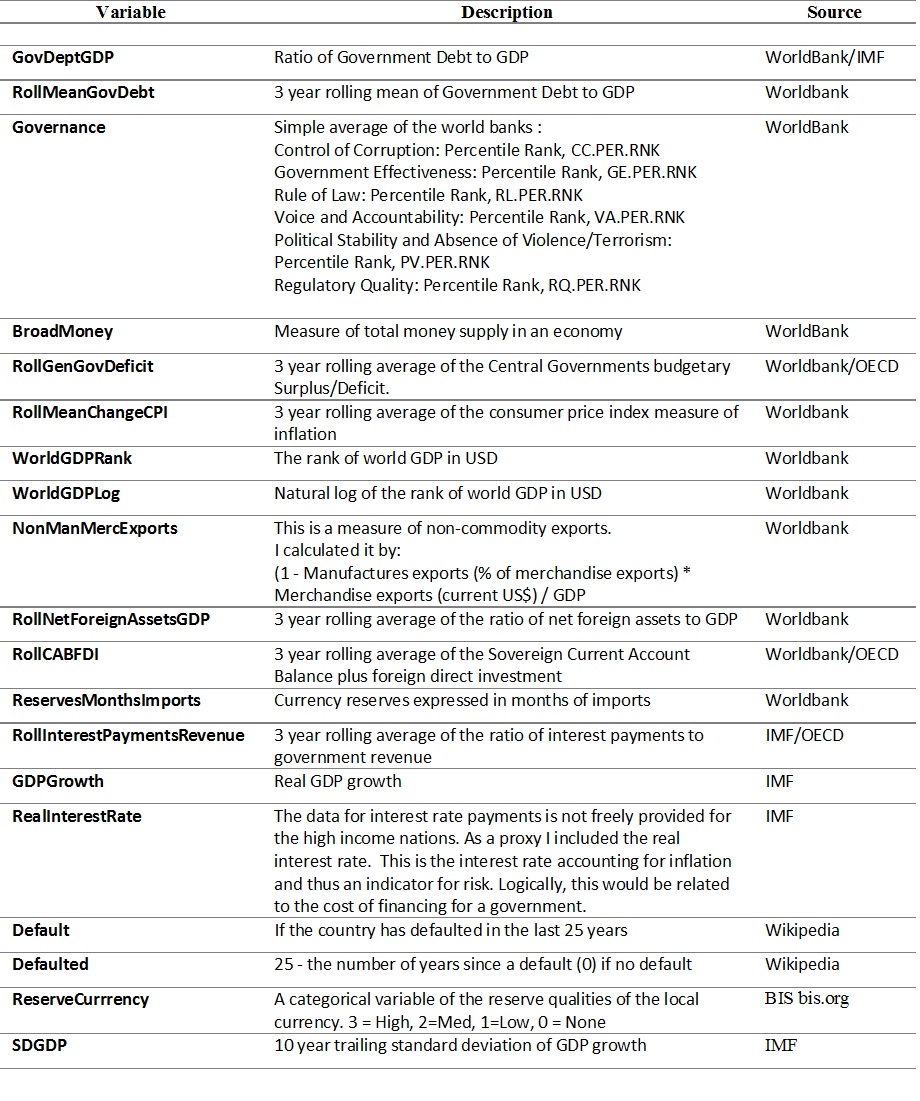 Variable Description Source
GovDeptGDP Ratio of Government Debt to GDP WorldBank/IMF
RollMeanGovDebt 3 year rolling mean of Government Debt to GDP Worldbank
Governance Simple average of the world banks : WorldBank
Control of Corruption: Percentile Rank, CC.PER.RNK
Government Effectiveness: Percentile Rank, GE.PER.RNK
Rule of Law: Percentile Rank, RL.PER.RNK
Voice and Accountability: Percentile Rank, VA.PER.RNK
Political Stability and Absence of Violence/Terrorism:
Percentile Rank, PV.PER.RNK
Regulatory Quality: Percentile Rank, RQ.PER.RNK
BroadMoney Measure of total money supply in an economy WorldBank
RollGenGovDeficit 3 year rolling average of the Central Governments budgetary Worldbank/OECD
Surplus/Deficit.
RollMeanChangeCPI 3 year rolling average of the consumer price index measure of Worldbank
inflation
WorldGDPRank The rank of world GDP in USD Worldbank
WorldGDPLog Natural log of the rank of world GDP in USD Worldbank
NonManMercExports This is a measure of non-commodity exports. Worldbank
I calculated it by:
(1 - Manufactures exports (% of merchandise exports) *
Merchandise exports (current US$) / GDP
RollNetForeignAssetsGDP 3 year rolling average of the ratio of net foreign assets to GDP Worldbank
RollCABFDI 3 year rolling average of the Sovereign Current Account Worldbank/OECD
Balance plus foreign direct investment
ReservesMonthsImports Currency reserves expressed in months of imports Worldbank
RollInterestPaymentsRevenue 3 year rolling average of the ratio of interest payments to IMF/OECD
government revenue
GDPGrowth Real GDP growth IMF
RealInterestRate The data for interest rate payments is not freely provided for IMF
the high income nations. As a proxy I included the real
interest rate.  This is the interest rate accounting for inflation
and thus an indicator for risk. Logically, this would be related
to the cost of financing for a government.
Default If the country has defaulted in the last 25 years Wikipedia
Defaulted 25 - the number of years since a default (0) if no default Wikipedia
ReserveCurrrency A categorical variable of the reserve qualities of the local BIS bis.org
currency. 3 = High, 2=Med, 1=Low, 0 = None
SDGDP 10 year trailing standard deviation of GDP growth IMF